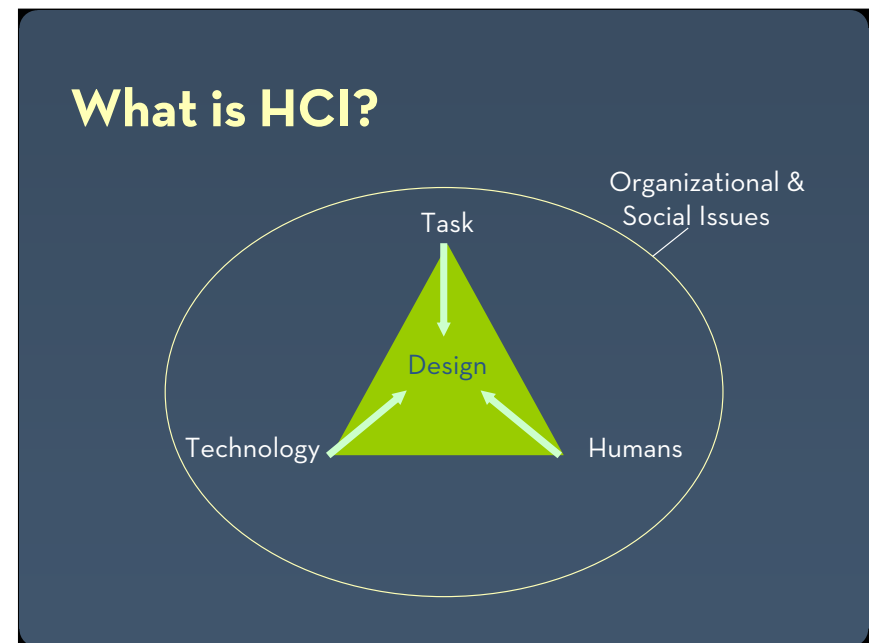 What is HCI?
Organizational &
Social Issues
Task
Design
Technology
Humans